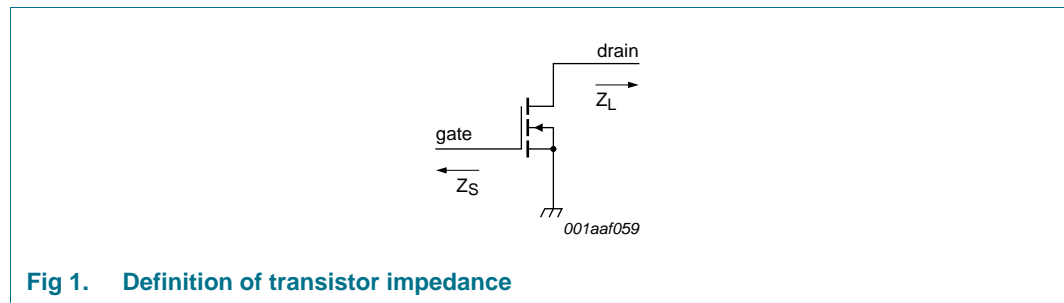 drain
Z_L
gate
Z_S
001aaf059
Fig 1. Definition of transistor impedance